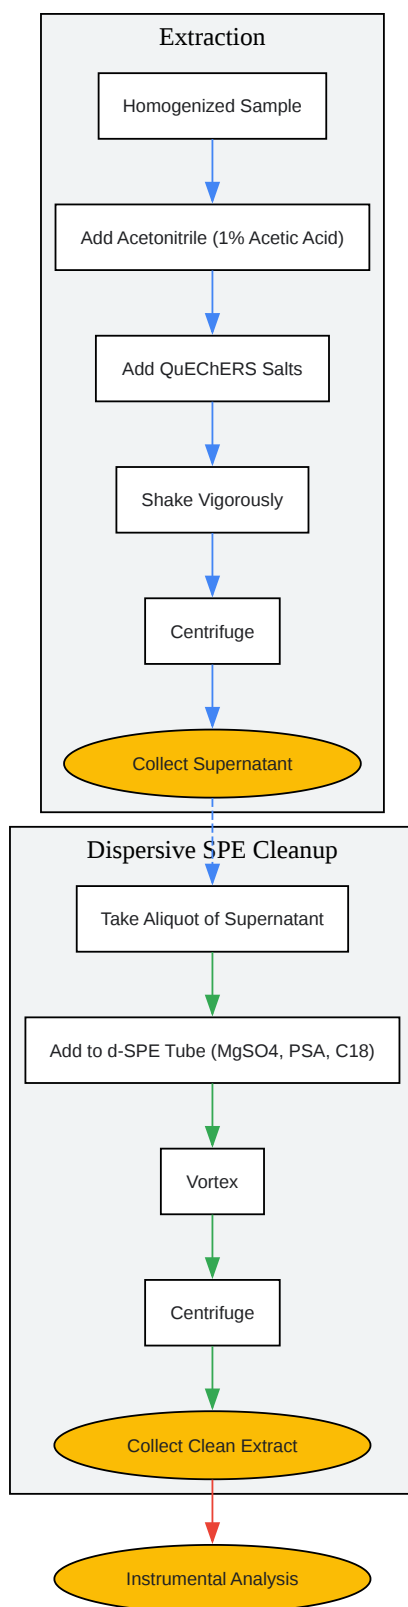 Extraction
Homogenized Sample
Add Acetonitrile (1% Acetic Acid)
Add QuEChERS Salts
Shake Vigorously
Centrifuge
Collect Supernatant
Dispersive SPE Cleanup
Take Aliquot of Supernatant
Add to d-SPE Tube (MgSO4, PSA, C18)
Vortex
Centrifuge
Collect Clean Extract
Instrumental Analysis